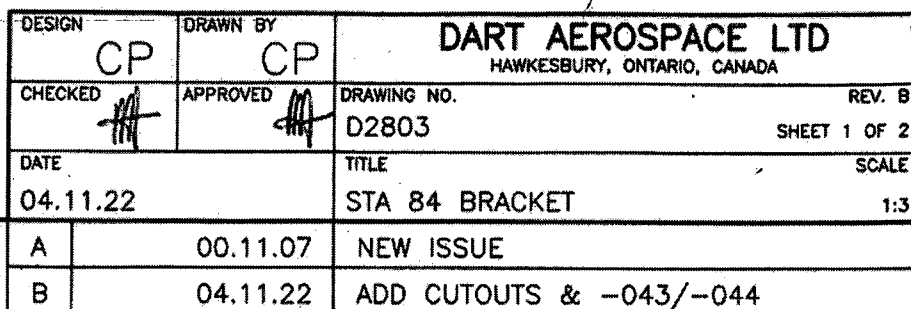 DESIGN DRAWN BY DART AEROSPACE LTD
CP CP HAWKESBURY, ONTARIO, CANADA
CHECKED APPROVED DRAWING NO. REV. B
D2803 SHEET 1 OF 2
DATE TITLE SCALE
04.11.22 STA 84 BRACKET 1:3
A 00.11.07 NEW ISSUE
B 04.11.22 ADD CUTOUTS & -043/-044